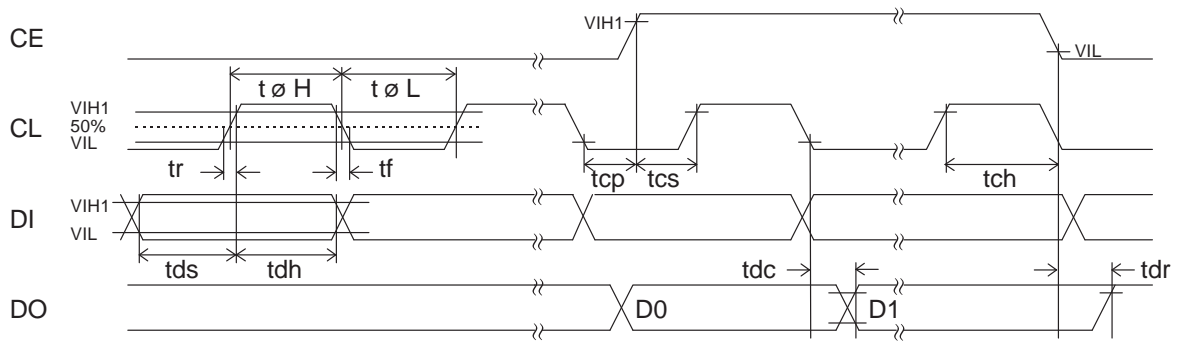 CE
VIH1
VIL
t ø H
t ø L
CL
VIH1
50%
VIL
tr
tf
tcp
tcs
tch
DI
VIH1
VIL
tds
tdh
tdc
tdr
DO
D0
D1